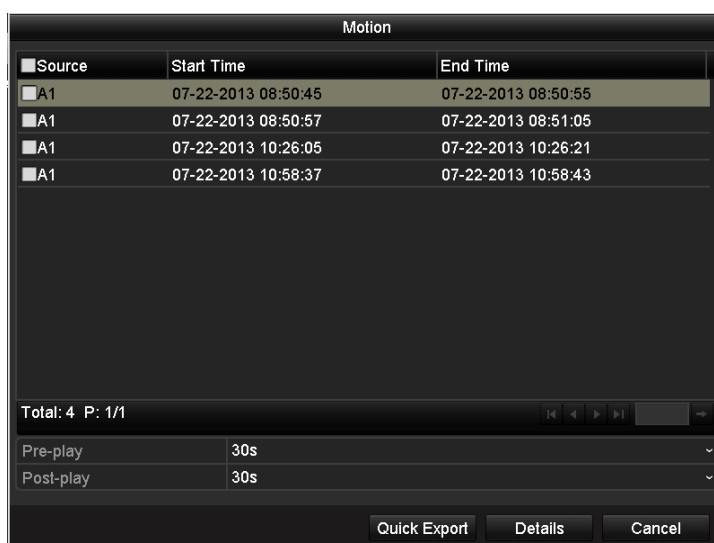 Motion
Source Start Time End Time
A1 07-22-2013 08:50:45 07-22-2013 08:50:55
A1 07-22-2013 08:50:57 07-22-2013 08:51:05
A1 07-22-2013 10:26:05 07-22-2013 10:26:21
A1 07-22-2013 10:58:37 07-22-2013 10:58:43
Total: 4 P: 1/1
Pre-play 30s
Post-play 30s
Quick Export Details Cancel